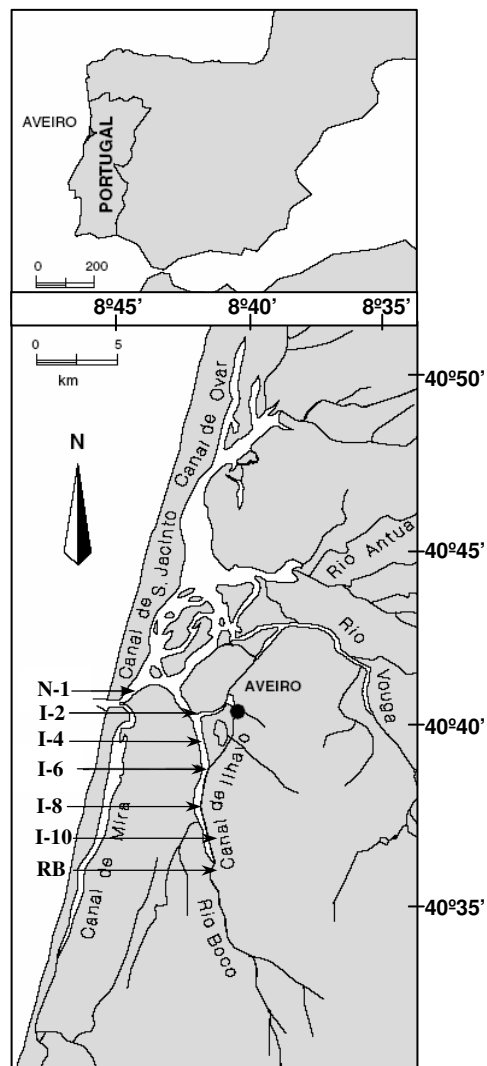 AVEIRO
PORTUGAL
0 200
8º45' 8º40' 8º35'
0 5
km
N
40º50'
Canal de Ovar
Canal de S. Jacinto
40º45'
Rio Antua
Rio
Vouga
N-1
AVEIRO
I-2
40º40'
I-4
I-6
Canal de Ilhavo
I-8
I-10
Canal de Mira
RB
40º35'
Rio Boco